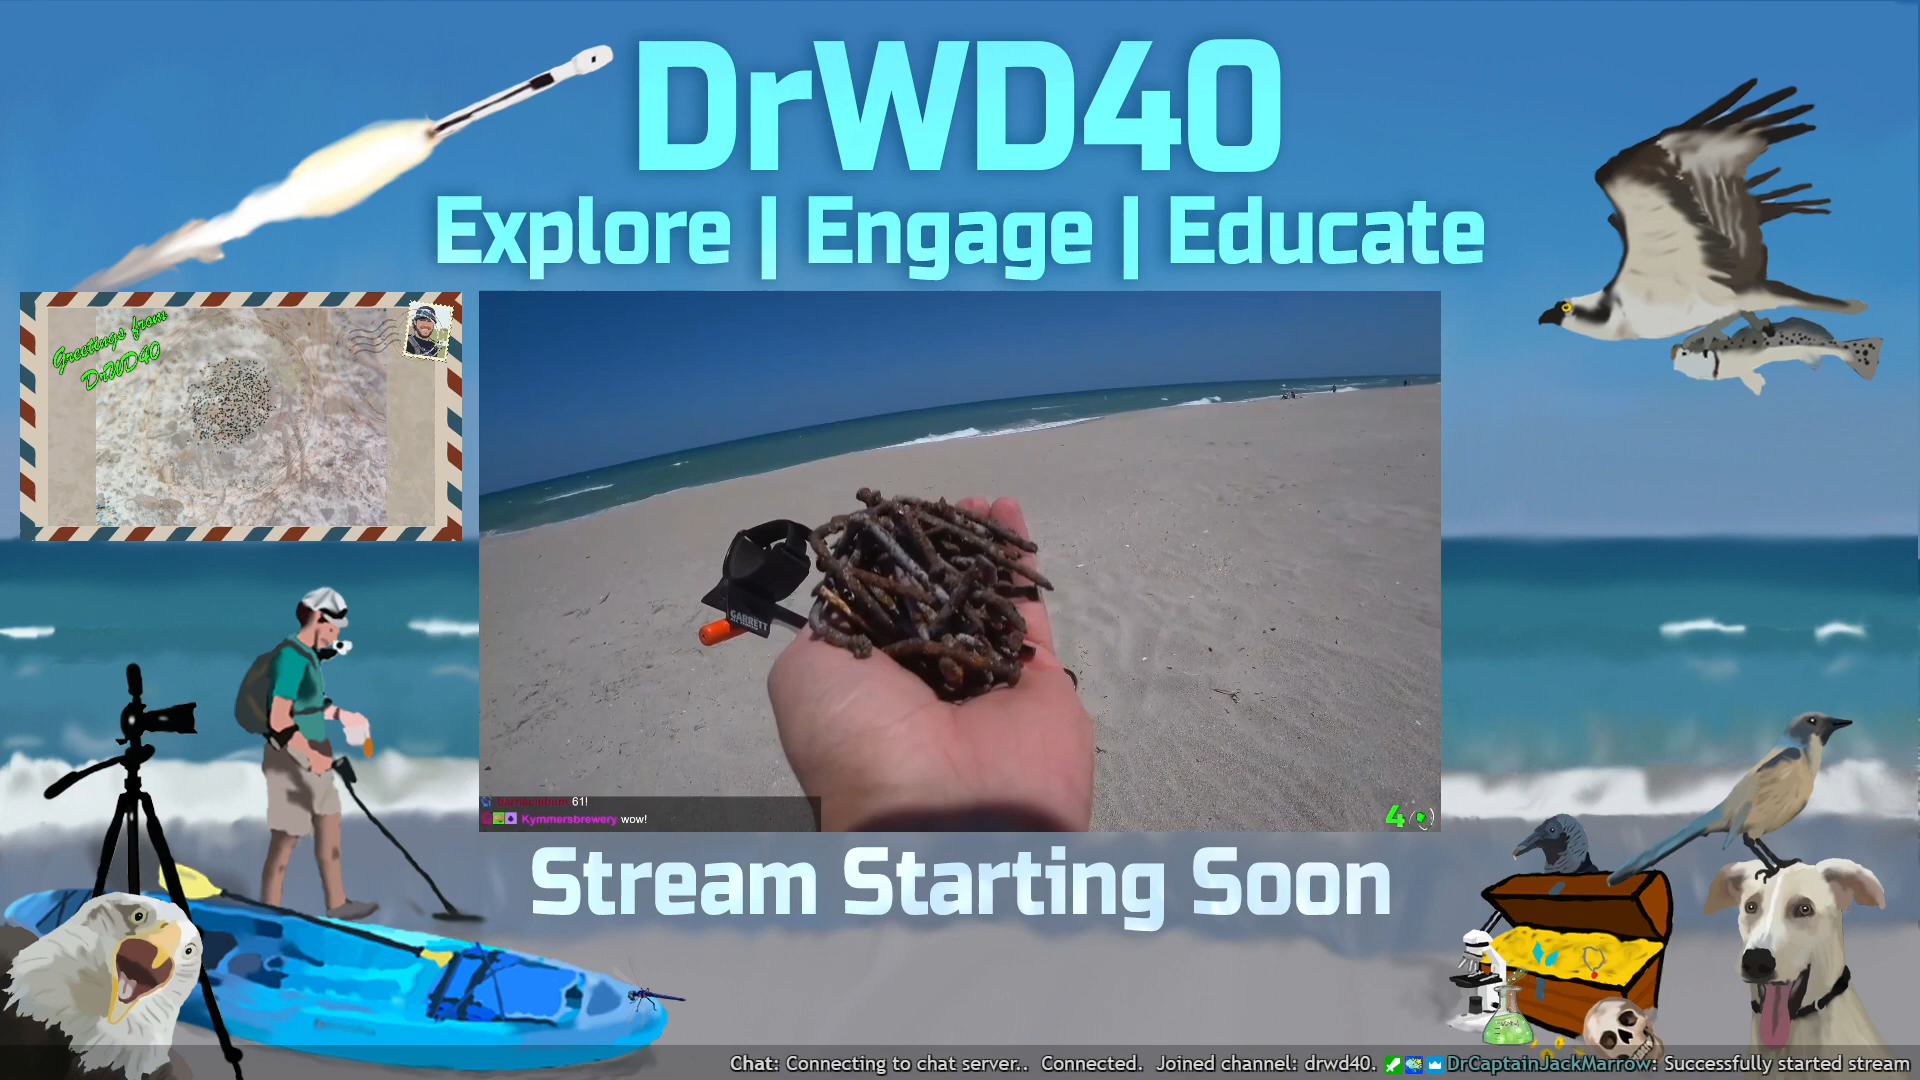 DrWD40
Explore | Engage | Educate
Greetings from
DrWD40
GARRETT
barnaclebum 61!
Kymmersbrewery wow!
4
Stream Starting Soon
Chat: Connecting to chat server.. Connected. Joined channel: drwd40. DrCaptainJackMarrow: Successfully started stream